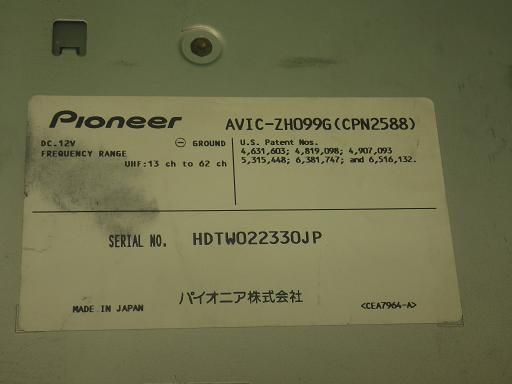 Pioneer
AVIC-ZH099G(CPN2588)
DC.12V ⊖ GROUND
FREQUENCY RANGE
UHF:13 ch to 62 ch
U.S. Patent Nos.
4,631,603; 4,819,098; 4,907,093
5,315,448; 6,381,747; and 6,516,132.
SERIAL NO. HDTW022330JP
パイオニア株式会社
MADE IN JAPAN
<CEA7964-A>